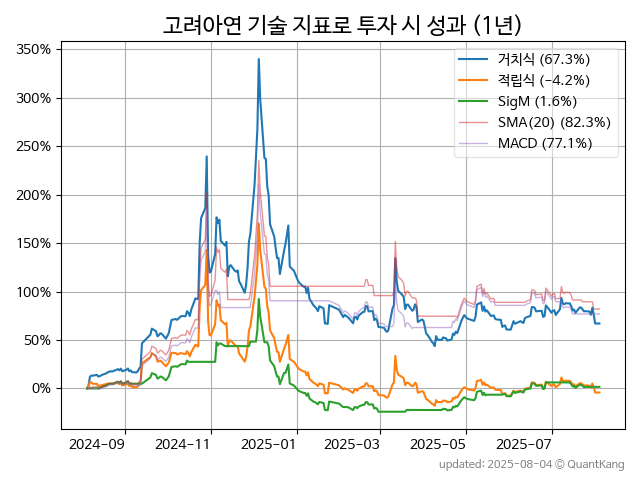 고려아연 기술 지표로 투자 시 성과 (1년)
350%
300%
250%
200%
150%
100%
50%
0%
거치식 (67.3%)
적립식 (-4.2%)
SigM (1.6%)
SMA(20) (82.3%)
MACD (77.1%)
2024-09
2024-11
2025-01
2025-03
2025-05
2025-07
updated: 2025-08-04 ⓒ QuantKang